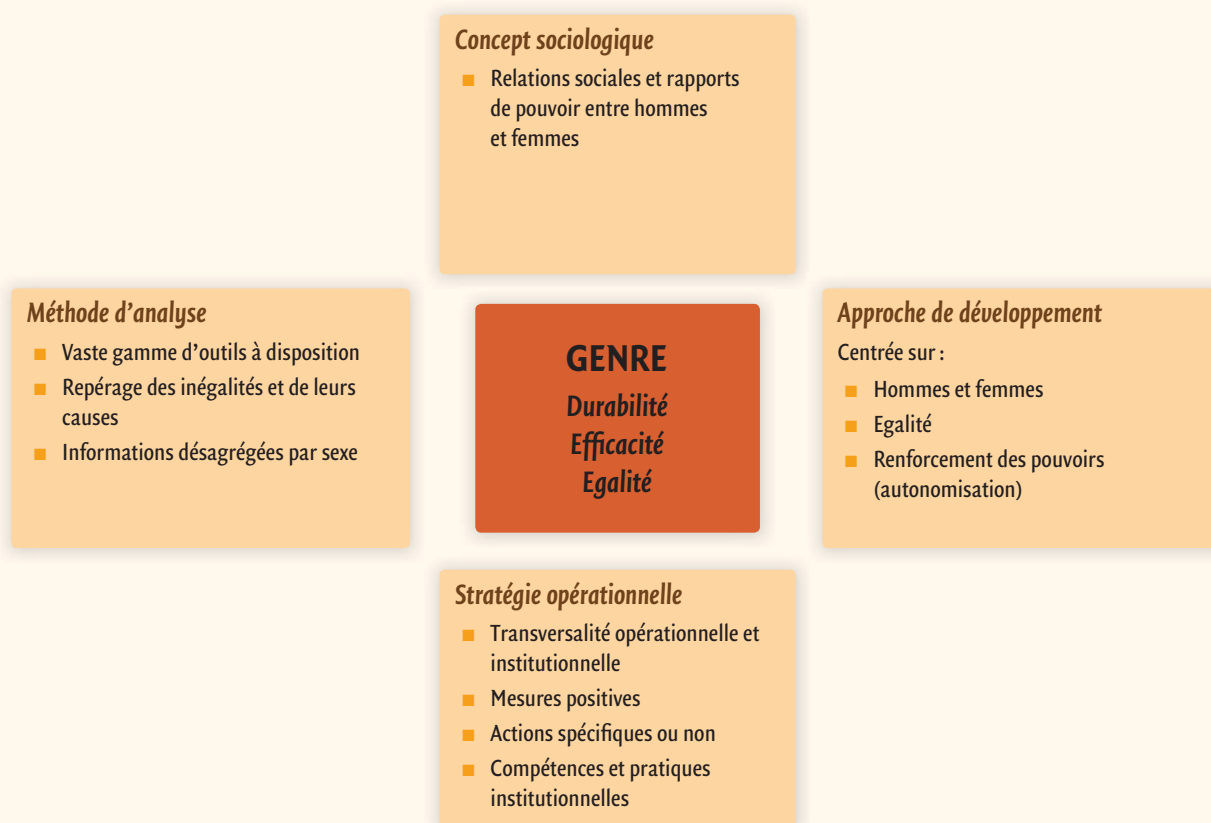 Concept sociologique
■ Relations sociales et rapports
de pouvoir entre hommes
et femmes
Méthode d’analyse
■ Vaste gamme d’outils à disposition
■ Repérage des inégalités et de leurs
causes
■ Informations désagrégées par sexe
GENRE
Durabilité
Efficacité
Egalité
Approche de développement
Centrée sur :
■ Hommes et femmes
■ Egalité
■ Renforcement des pouvoirs
(autonomisation)
Stratégie opérationnelle
■ Transversalité opérationnelle et
institutionnelle
■ Mesures positives
■ Actions spécifiques ou non
■ Compétences et pratiques
institutionnelles